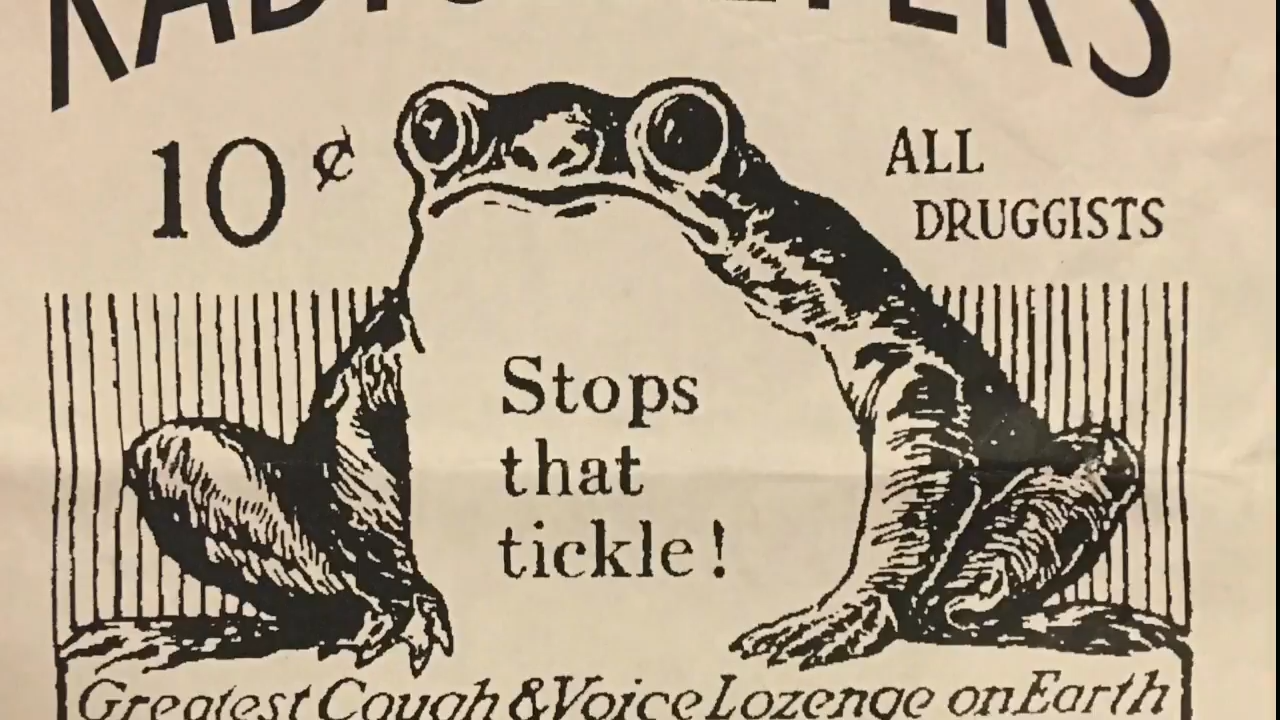 10¢
ALL
DRUGGISTS
Stops
that
tickle!
Greatest Cough & Voice Lozenge on Earth